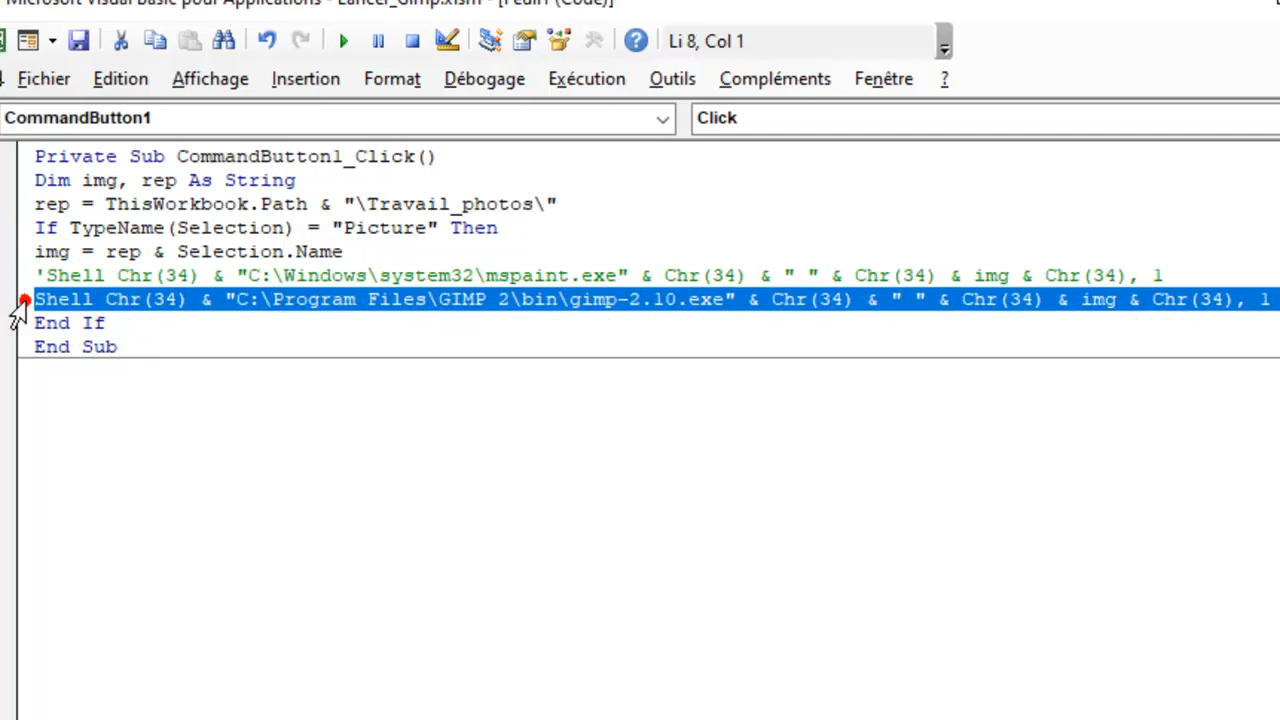 Microsoft Visual Basic pour Applications - Lancer_Gimp.xlsm - [Feuil1 (Code)]
Li 8, Col 1
Fichier Edition Affichage Insertion Format Débogage Exécution Outils Compléments Fenêtre ?
CommandButton1 Click
Private Sub CommandButton1_Click()
Dim img, rep As String
rep = ThisWorkbook.Path & "\Travail_photos\"
If TypeName(Selection) = "Picture" Then
img = rep & Selection.Name
'Shell Chr(34) & "C:\Windows\system32\mspaint.exe" & Chr(34) & " " & Chr(34) & img & Chr(34), 1
Shell Chr(34) & "C:\Program Files\GIMP 2\bin\gimp-2.10.exe" & Chr(34) & " " & Chr(34) & img & Chr(34), 1
End If
End Sub